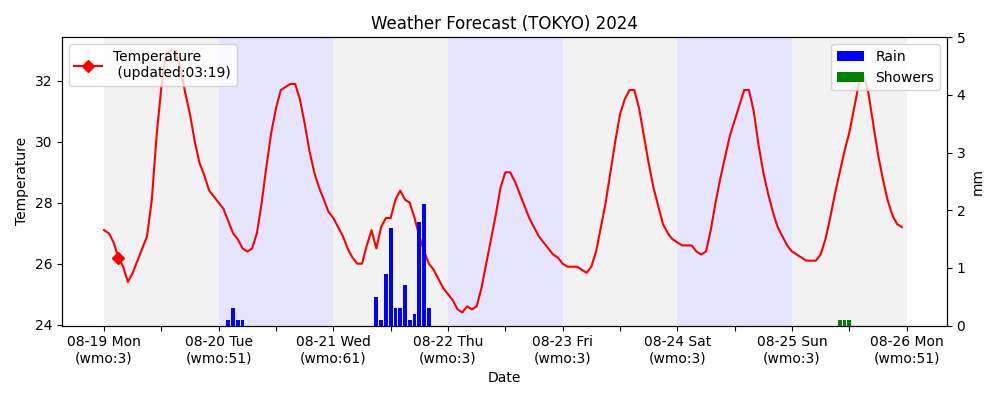 Weather Forecast (TOKYO) 2024
Temperature
(updated:03:19)
Rain
Showers
Temperature
32
30
28
26
24
5
4
3
2
1
0
mm
08-19 Mon
(wmo:3)
08-20 Tue
(wmo:51)
08-21 Wed
(wmo:61)
08-22 Thu
(wmo:3)
08-23 Fri
(wmo:3)
08-24 Sat
(wmo:3)
08-25 Sun
(wmo:3)
08-26 Mon
(wmo:51)
Date